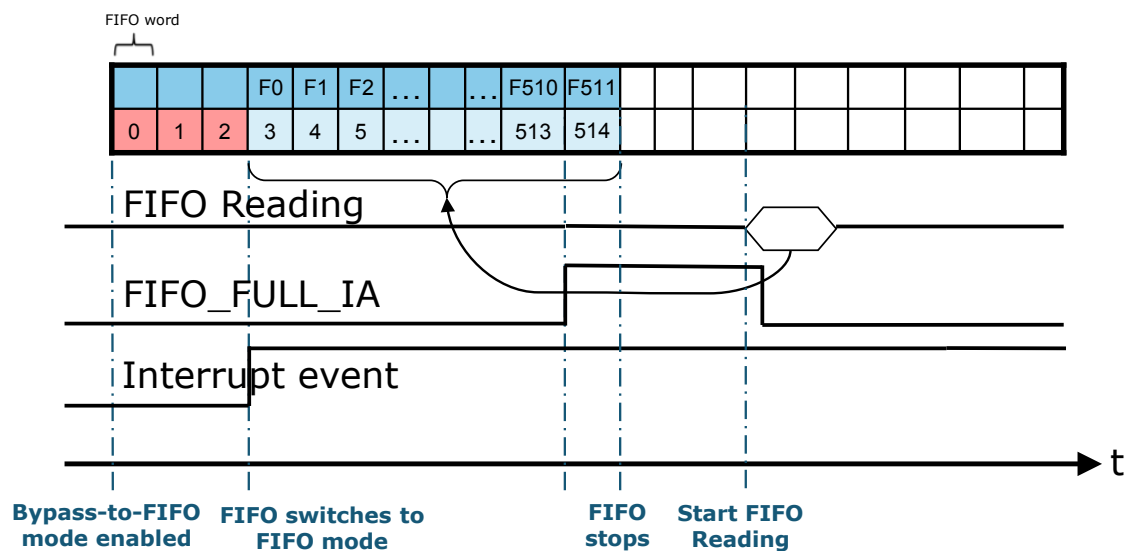 FIFO word
F0 F1 F2 ... ... F510 F511
0 1 2 3 4 5 ... ... 513 514
FIFO Reading
FIFO_FULL_IA
Interrupt event
t
Bypass-to-FIFO
mode enabled
FIFO switches to
FIFO mode
FIFO
stops
Start FIFO
Reading